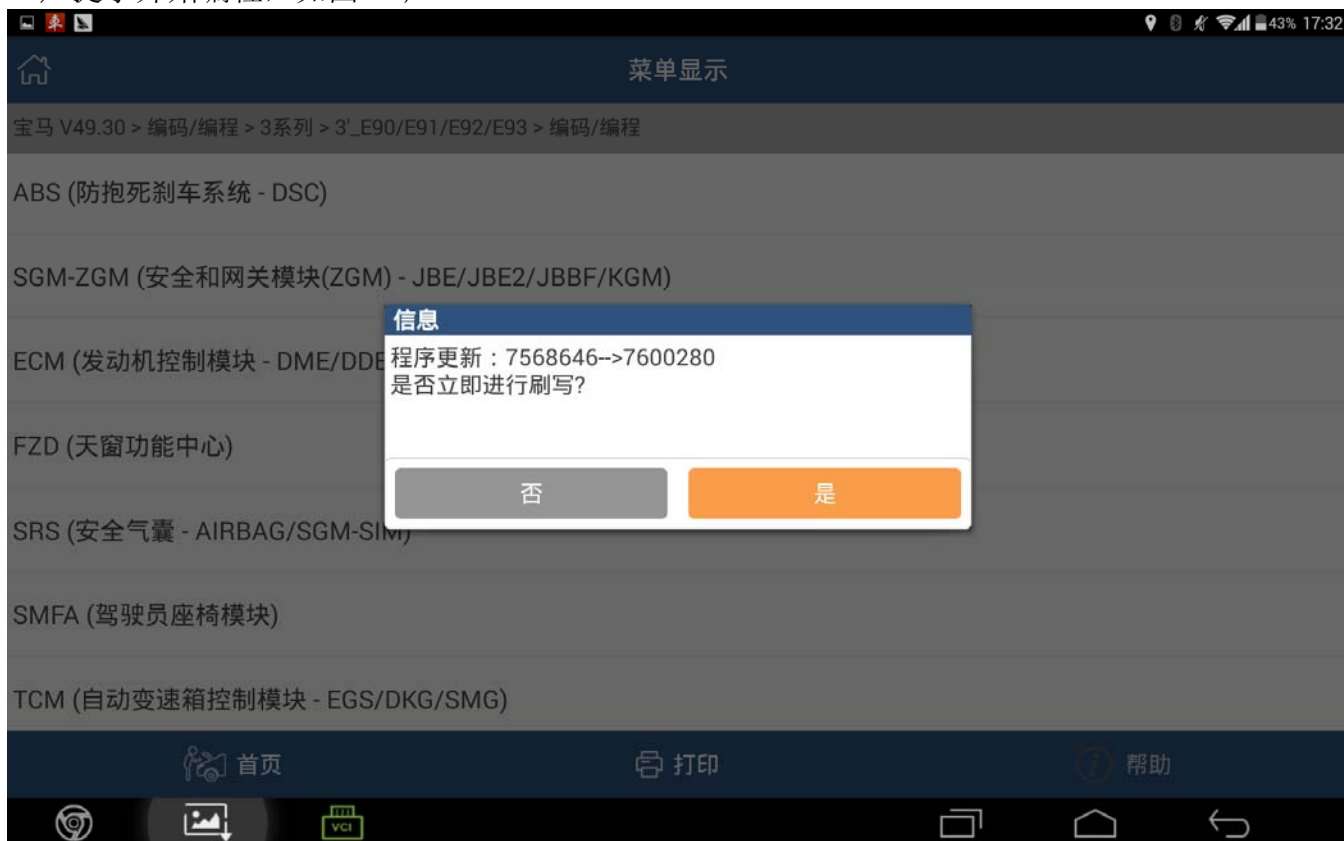 43% 17:32
菜单显示
宝马 V49.30 > 编码/编程 > 3系列 > 3'_E90/E91/E92/E93 > 编码/编程
ABS (防抱死刹车系统 - DSC)
SGM-ZGM (安全和网关模块(ZGM) - JBE/JBE2/JBBF/KGM)
信息
程序更新：7568646-->7600280
ECM (发动机控制模块 - DME/DDE
是否立即进行刷写?
FZD (天窗功能中心)
否 是
SRS (安全气囊 - AIRBAG/SGM-SIM)
SMFA (驾驶员座椅模块)
TCM (自动变速箱控制模块 - EGS/DKG/SMG)
首页 打印 帮助
VCI